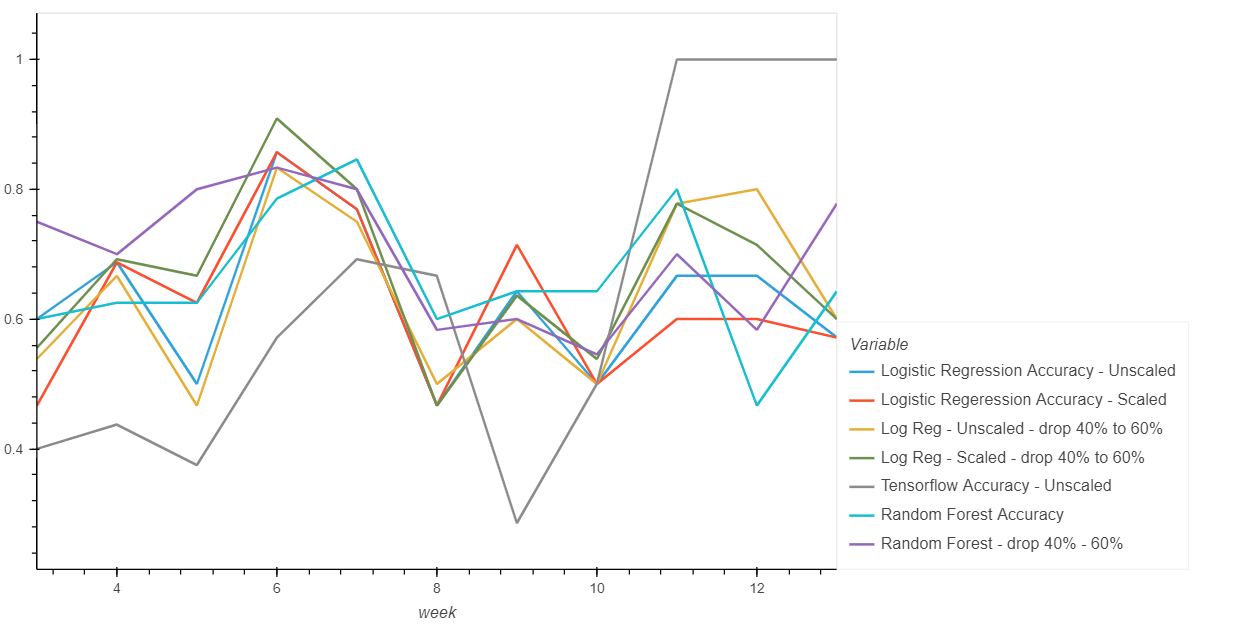 1
0.8
0.6
0.4
4
6
8
10
12
week
Variable
Logistic Regression Accuracy - Unscaled
Logistic Regeression Accuracy - Scaled
Log Reg - Unscaled - drop 40% to 60%
Log Reg - Scaled - drop 40% to 60%
Tensorflow Accuracy - Unscaled
Random Forest Accuracy
Random Forest - drop 40% - 60%